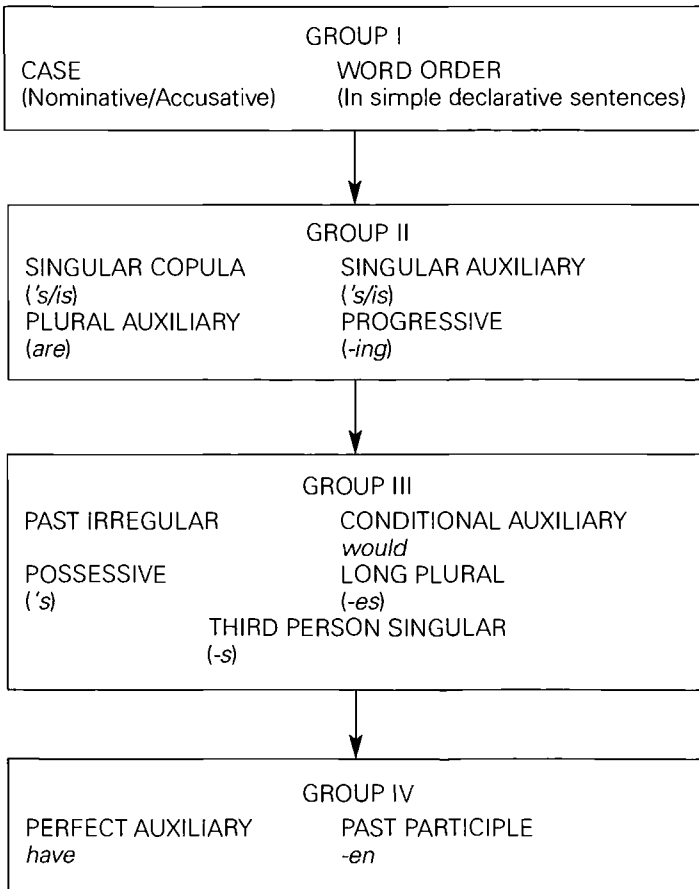 GROUP I
CASE WORD ORDER
(Nominative/Accusative) (In simple declarative sentences)
GROUP II
SINGULAR COPULA SINGULAR AUXILIARY
('s/is) ('s/is)
PLURAL AUXILIARY PROGRESSIVE
(are) (-ing)
GROUP III
PAST IRREGULAR CONDITIONAL AUXILIARY
would
POSSESSIVE LONG PLURAL
('s) (-es)
THIRD PERSON SINGULAR
(-s)
GROUP IV
PERFECT AUXILIARY PAST PARTICIPLE
have -en